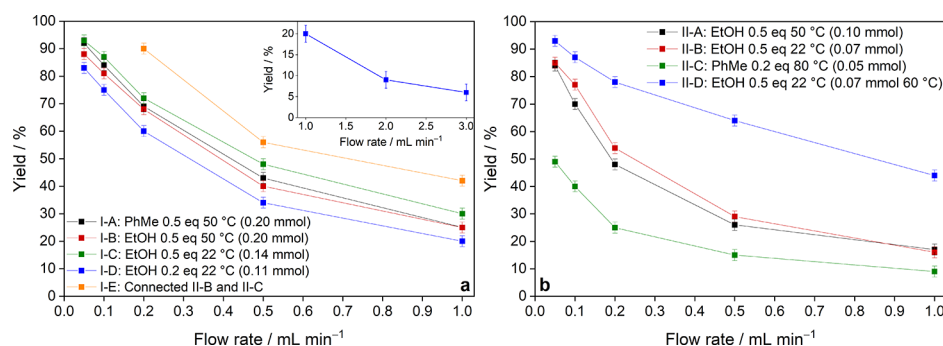 100
90
80
70
60
50
40
30
20
10
0
Yield / %
0.0 0.1 0.2 0.3 0.4 0.5 0.6 0.7 0.8 0.9 1.0
Flow rate / mL min⁻¹
20
15
10
5
0
Yield / %
1.0 1.5 2.0 2.5 3.0
Flow rate / mL min⁻¹
I-A: PhMe 0.5 eq 50 °C (0.20 mmol)
I-B: EtOH 0.5 eq 50 °C (0.20 mmol)
I-C: EtOH 0.5 eq 22 °C (0.14 mmol)
I-D: EtOH 0.2 eq 22 °C (0.11 mmol)
I-E: Connected II-B and II-C
a
100
90
80
70
60
50
40
30
20
10
0
Yield / %
II-A: EtOH 0.5 eq 50 °C (0.10 mmol)
II-B: EtOH 0.5 eq 22 °C (0.07 mmol)
II-C: PhMe 0.2 eq 80 °C (0.05 mmol)
II-D: EtOH 0.5 eq 22 °C (0.07 mmol 60 °C)
b
0.0 0.1 0.2 0.3 0.4 0.5 0.6 0.7 0.8 0.9 1.0
Flow rate / mL min⁻¹